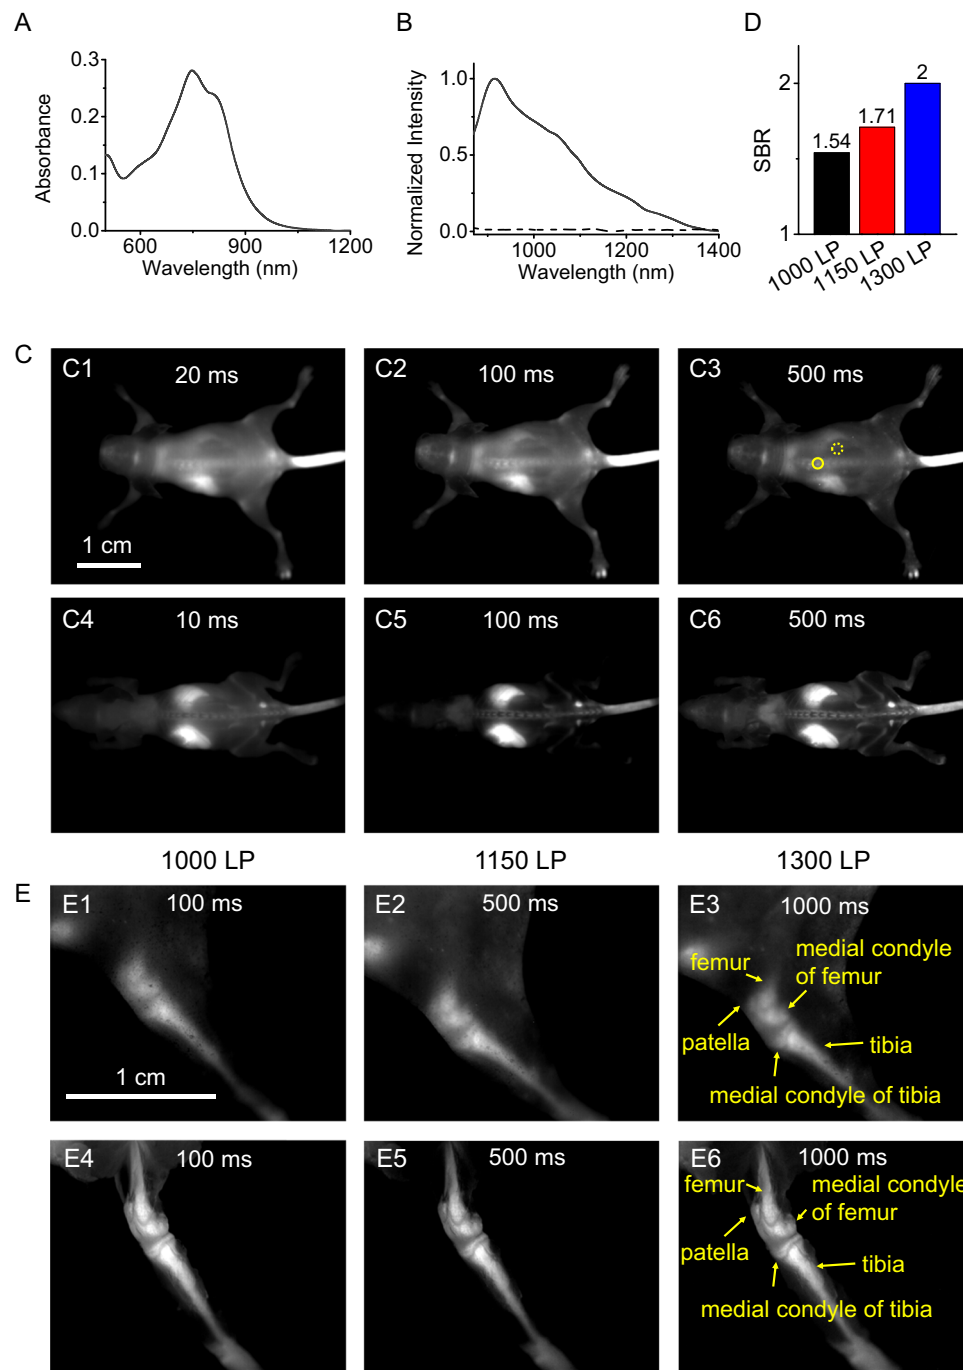 A
0.3
0.2
0.1
0.0
Absorbance
600
900
1200
Wavelength (nm)
B
1.0
0.5
0.0
Normalized Intensity
1000
1200
1400
Wavelength (nm)
D
2
1
SBR
1.54
1.71
2
1000 LP
1150 LP
1300 LP
C
C1
20 ms
1 cm
C2
100 ms
C3
500 ms
C4
10 ms
C5
100 ms
C6
500 ms
1000 LP
1150 LP
1300 LP
E
E1
100 ms
1 cm
E2
500 ms
E3
1000 ms
femur
medial condyle
of femur
patella
tibia
medial condyle of tibia
E4
100 ms
E5
500 ms
E6
1000 ms
femur
medial condyle
of femur
patella
tibia
medial condyle of tibia